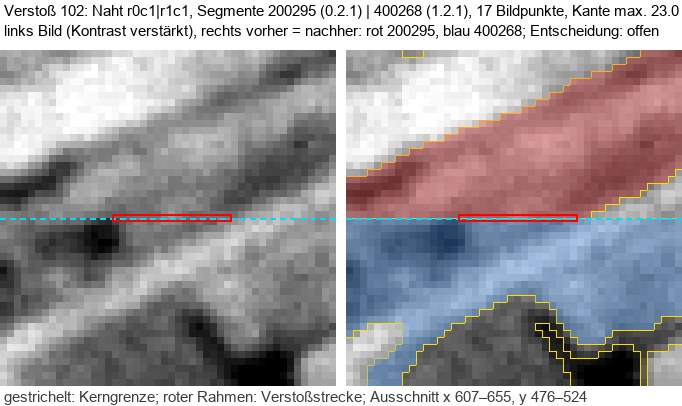 Verstoß 102: Naht r0c1|r1c1, Segmente 200295 (0.2.1) | 400268 (1.2.1), 17 Bildpunkte, Kante max. 23.0
links Bild (Kontrast verstärkt), rechts vorher = nachher: rot 200295, blau 400268; Entscheidung: offen
gestrichelt: Kerngrenze; roter Rahmen: Verstoßstrecke; Ausschnitt x 607–655, y 476–524